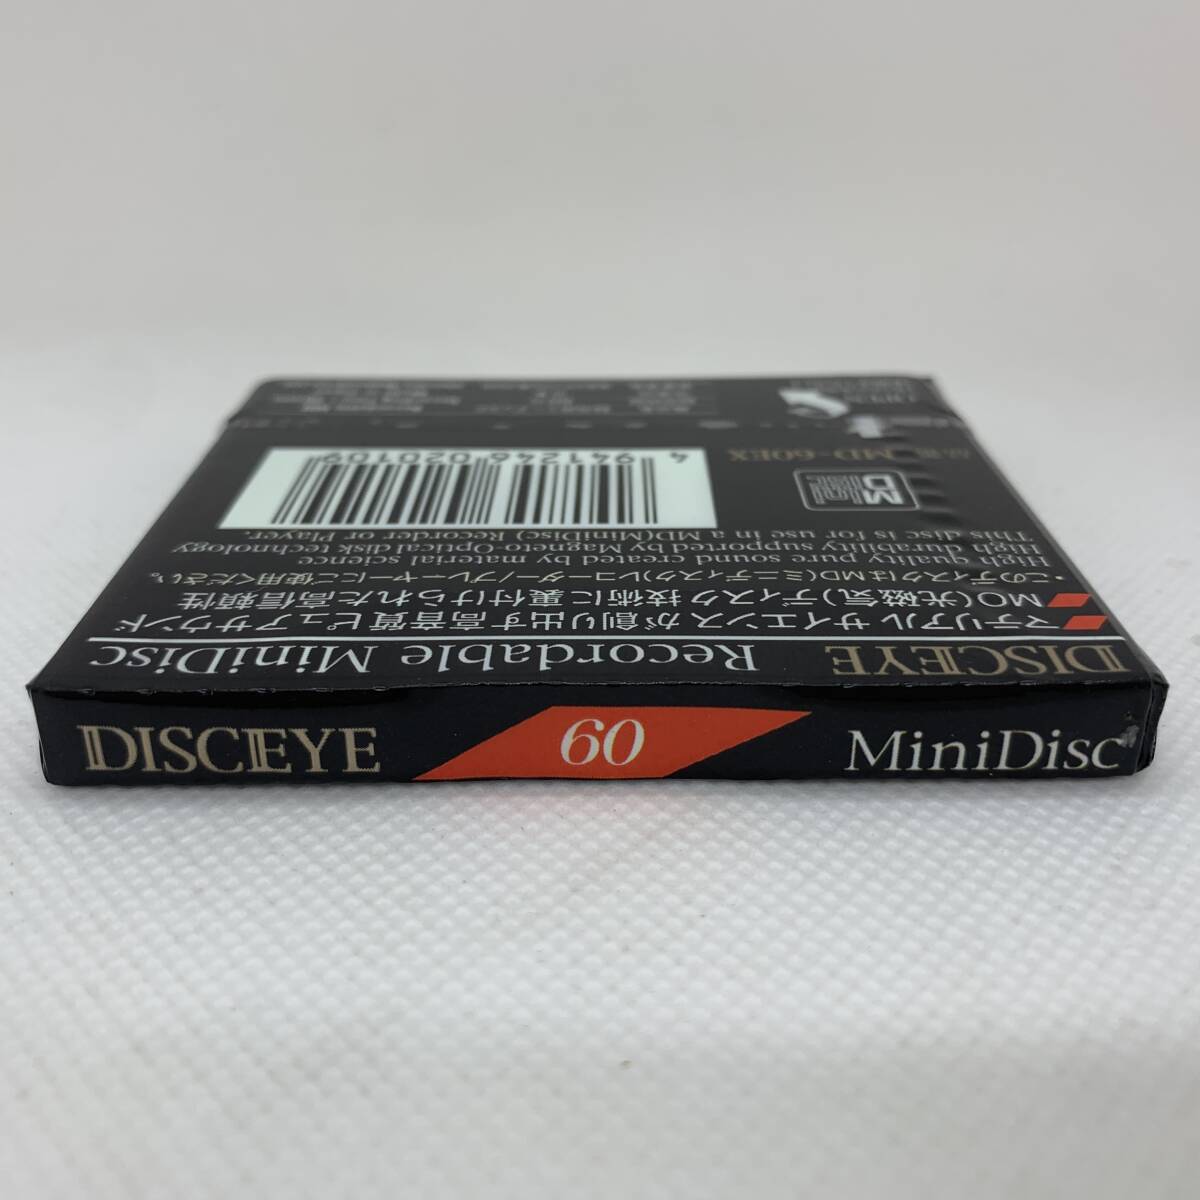 DISCEYE 60 MiniDisc
DISCEYE Recordable MiniDisc
マテリアル サイエンスが創り出す高音質ピュアサウンド
MO(光磁気)ディスク技術に裏付けられた高信頼性
・このディスクはMD(ミニディスク)レコーダー/プレーヤーにご使用ください。
High quality pure sound created by material science
High durability supported by Magneto-Optical disk technology
This disc is for use in a MD(MiniDisc) Recorder or Player.
4 941246 020109
品番 MD-60EX